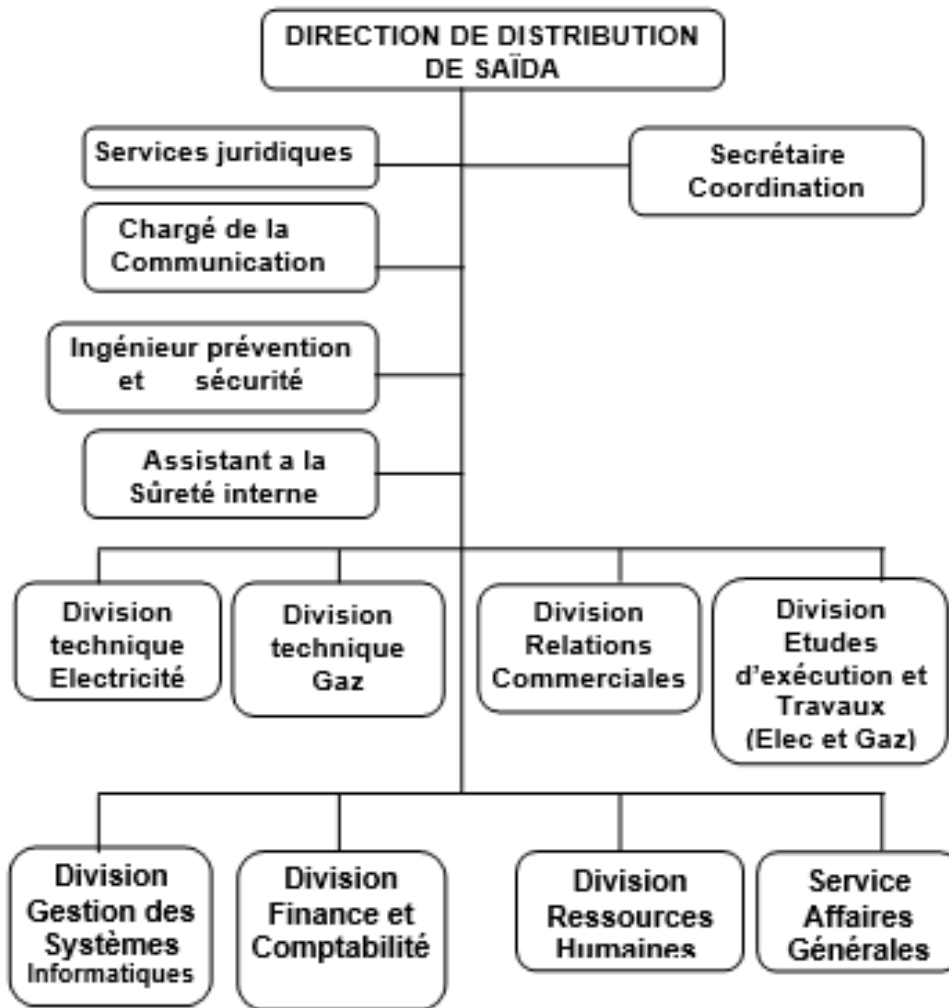 DIRECTION DE DISTRIBUTION
DE SAÏDA
Services juridiques
Secrétaire
Coordination
Chargé de la
Communication
Ingénieur prévention
et sécurité
Assistant a la
Sûreté interne
Division
technique
Electricité
Division
technique
Gaz
Division
Relations
Commerciales
Division
Etudes
d'exécution et
Travaux
(Elec et Gaz)
Division
Gestion des
Systèmes
Informatiques
Division
Finance et
Comptabilité
Division
Ressources
Humaines
Service
Affaires
Générales